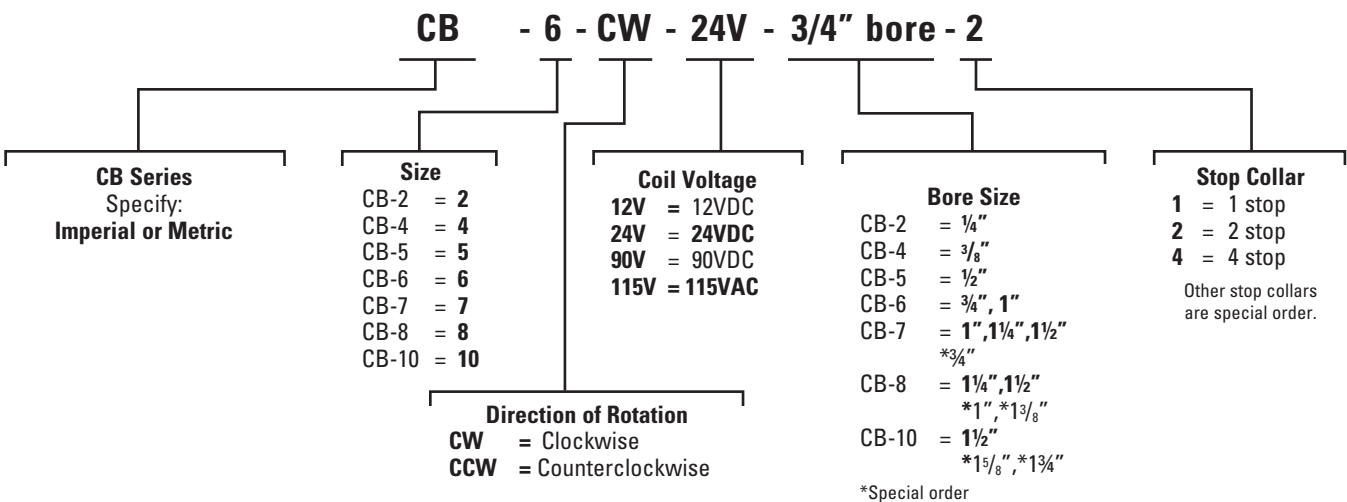 CB - 6 - CW - 24V - 3/4" bore - 2
CB Series
Specify:
Imperial or Metric
Size
CB-2 = 2
CB-4 = 4
CB-5 = 5
CB-6 = 6
CB-7 = 7
CB-8 = 8
CB-10 = 10
Direction of Rotation
CW = Clockwise
CCW = Counterclockwise
Coil Voltage
12V = 12VDC
24V = 24VDC
90V = 90VDC
115V = 115VAC
Bore Size
CB-2 = ¼"
CB-4 = ³/₈"
CB-5 = ½"
CB-6 = ¾", 1"
CB-7 = 1",1¼",1½"
*¾"
CB-8 = 1¼",1½"
*1",*1³/₈"
CB-10 = 1½"
*1⁵/₈",*1¾"
*Special order
Stop Collar
1 = 1 stop
2 = 2 stop
4 = 4 stop
Other stop collars
are special order.